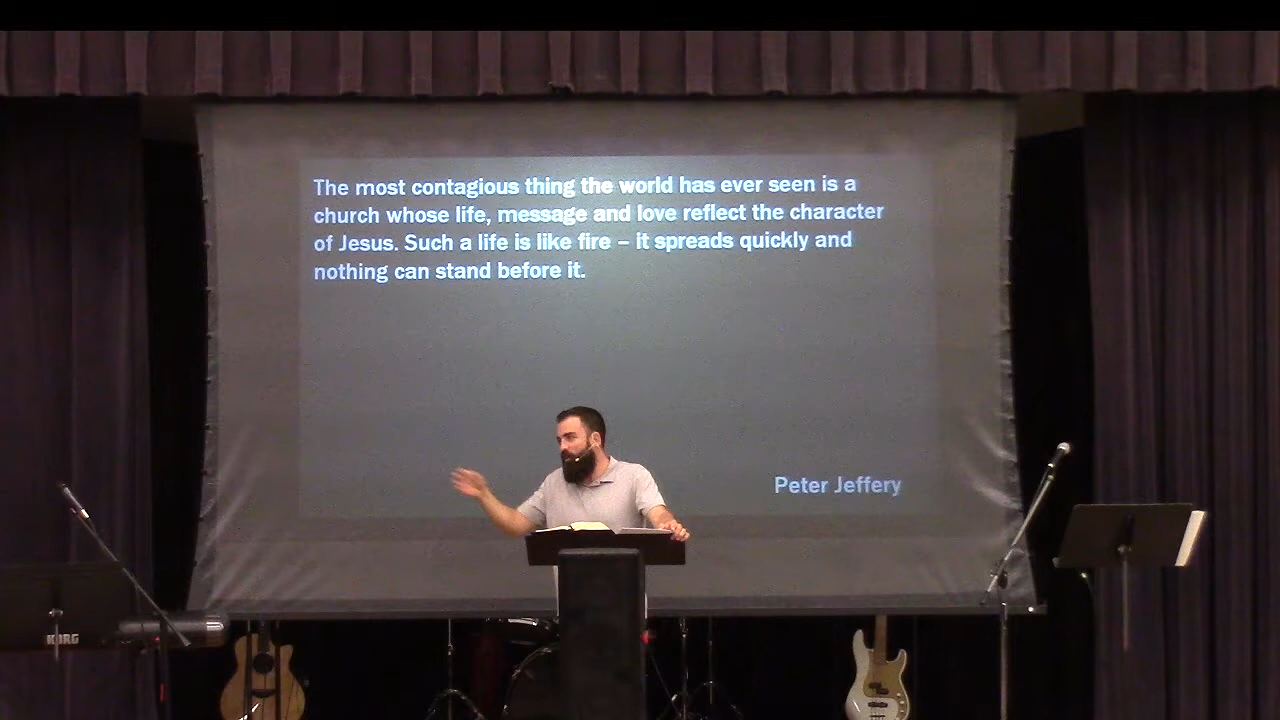 The most contagious thing the world has ever seen is a
church whose life, message and love reflect the character
of Jesus. Such a life is like fire – it spreads quickly and
nothing can stand before it.
Peter Jeffery
KORG